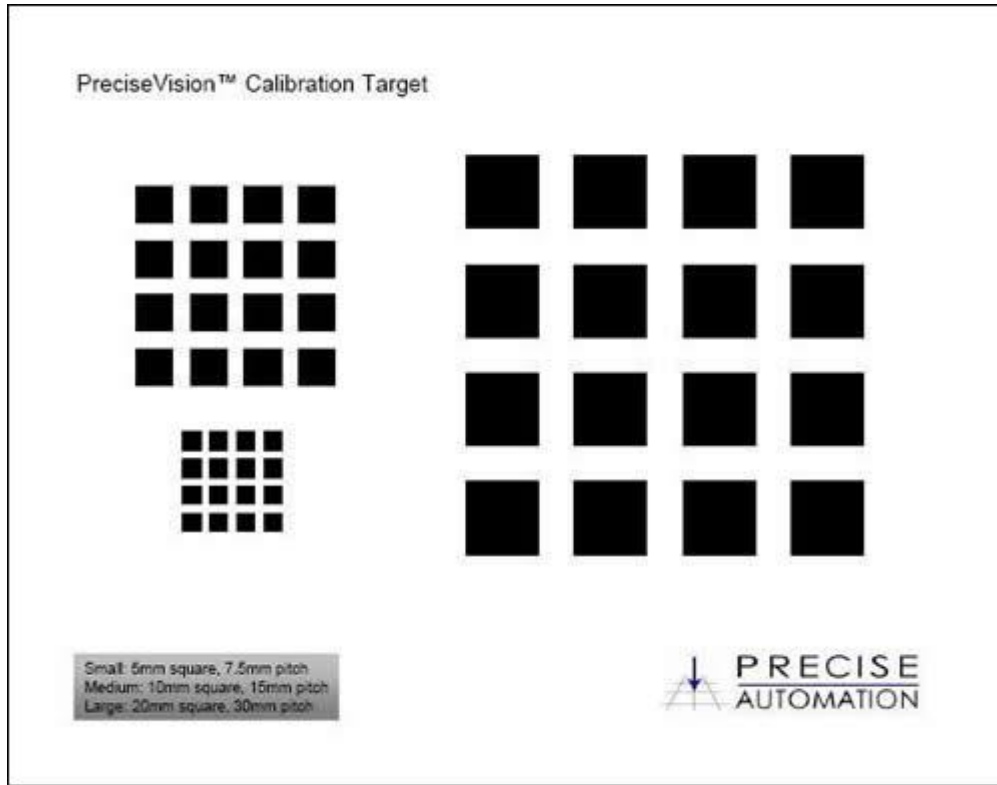 PreciseVision™ Calibration Target
Small: 5mm square, 7.5mm pitch
Medium: 10mm square, 15mm pitch
Large: 20mm square, 30mm pitch
PRECISE
AUTOMATION